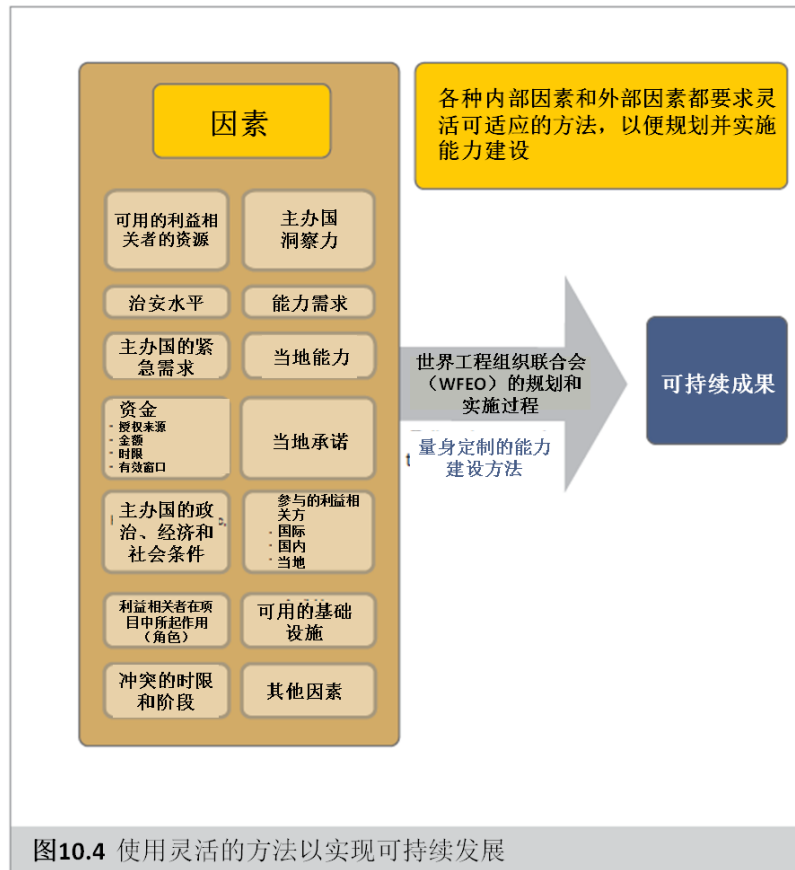 因素
各种内部因素和外部因素都要求灵
活可适应的方法，以便规划并实施
能力建设
可用的利益相
关者的资源
主办国
洞察力
治安水平
能力需求
主办国的紧
急需求
当地能力
资金
- 授权来源
- 金额
- 时限
- 有效窗口
当地承诺
主办国的政
治、经济和
社会条件
参与的利益相
关方
- 国际
- 国内
- 当地
利益相关者在项
目中所起作用
（角色）
可用的基础
设施
冲突的时限
和阶段
其他因素
世界工程组织联合会
（WFEO）的规划和
实施过程
量身定制的能力
建设方法
可持续成果
图10.4 使用灵活的方法以实现可持续发展